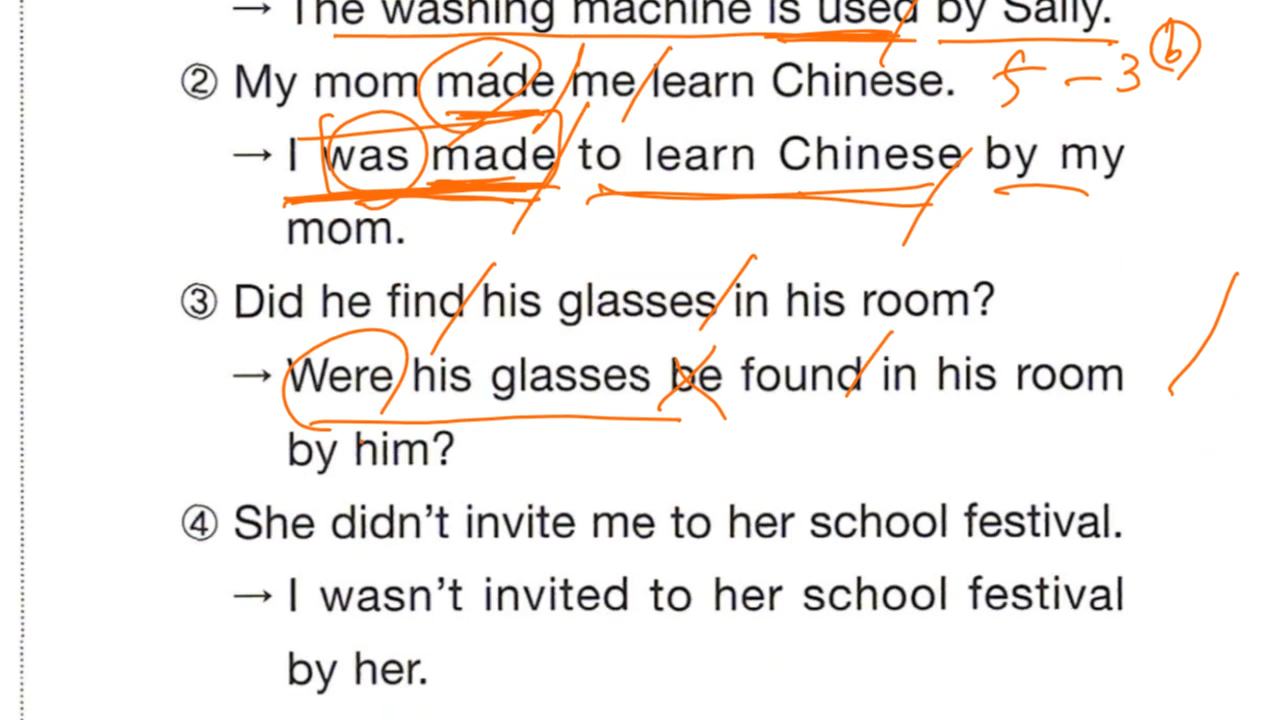 → The washing machine is used by Sally.
② My mom made me learn Chinese. 5 - 3 ⑥
→ I was made to learn Chinese by my
mom.
③ Did he find his glasses in his room?
→ Were his glasses be found in his room
by him?
④ She didn't invite me to her school festival.
→ I wasn't invited to her school festival
by her.